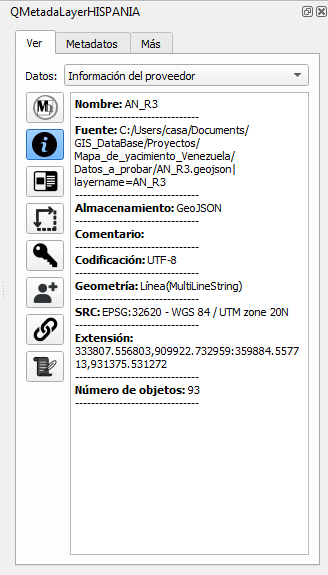 QMetadaLayerHISPANIA
Ver
Metadatos
Más
Datos:
Información del proveedor
Nombre: AN_R3
--------------------------------
Fuente: C:/Users/casa/Documents/
GIS_DataBase/Proyectos/
Mapa_de_yacimiento_Venezuela/
Datos_a_probar/AN_R3.geojson|
layername=AN_R3
--------------------------------
Almacenamiento: GeoJSON
--------------------------------
Comentario:
--------------------------------
Codificación: UTF-8
--------------------------------
Geometría: Línea(MultiLineString)
--------------------------------
SRC: EPSG:32620 - WGS 84 / UTM zone 20N
--------------------------------
Extensión:
333807.556803,909922.732959:359884.5577
13,931375.531272
--------------------------------
Número de objetos: 93
--------------------------------